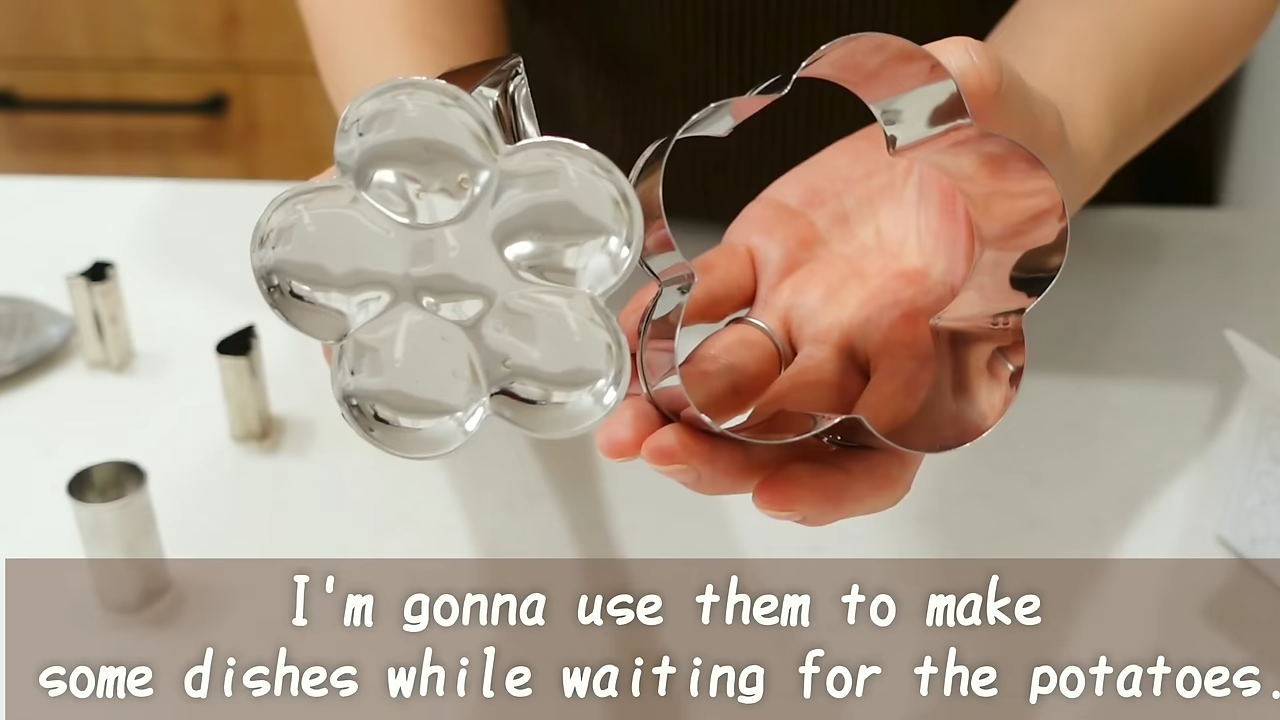 I'm gonna use them to make
some dishes while waiting for the potatoes.